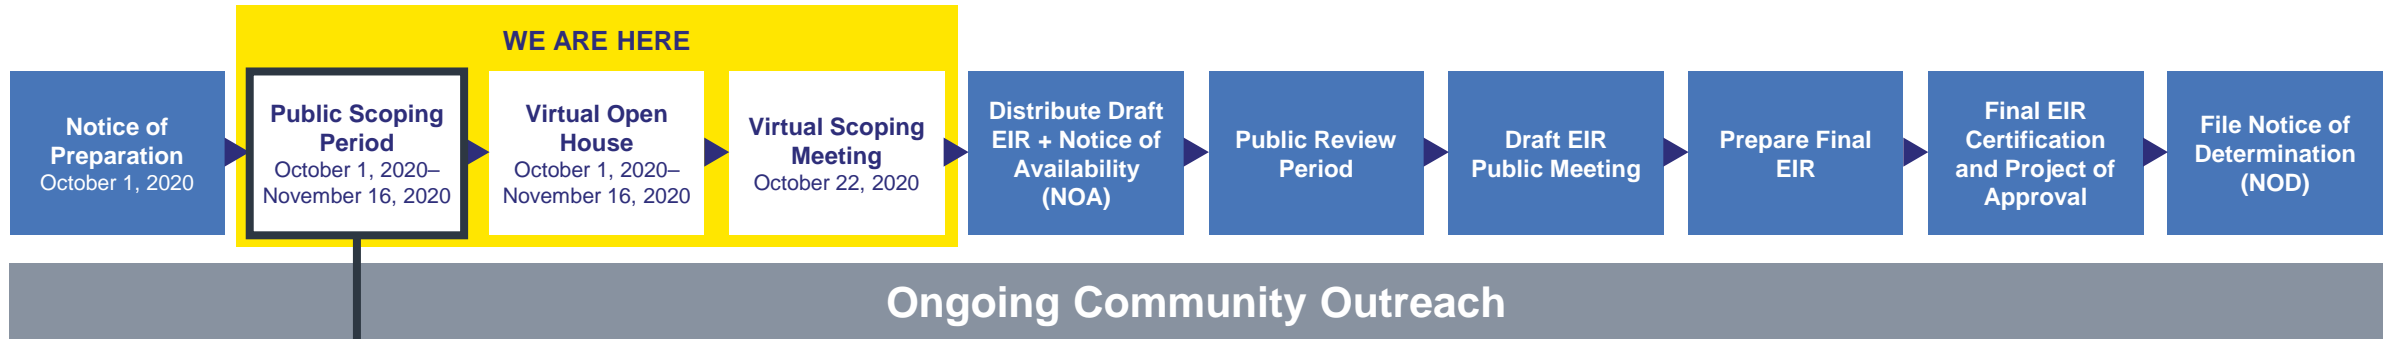 WE ARE HERE
Notice of
Preparation
October 1, 2020
Public Scoping
Period
October 1, 2020–
November 16, 2020
Virtual Open
House
October 1, 2020–
November 16, 2020
Virtual Scoping
Meeting
October 22, 2020
Distribute Draft
EIR + Notice of
Availability
(NOA)
Public Review
Period
Draft EIR
Public Meeting
Prepare Final
EIR
Final EIR
Certification
and Project of
Approval
File Notice of
Determination
(NOD)
Ongoing Community Outreach